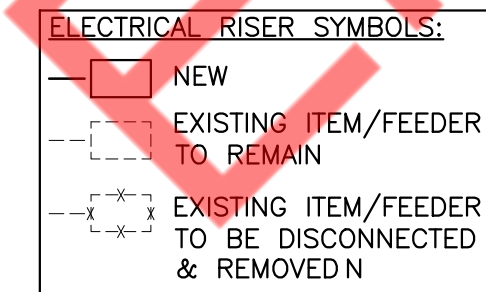 ELECTRICAL RISER SYMBOLS:
NEW
EXISTING ITEM/FEEDER
TO REMAIN
EXISTING ITEM/FEEDER
TO BE DISCONNECTED
& REMOVED N